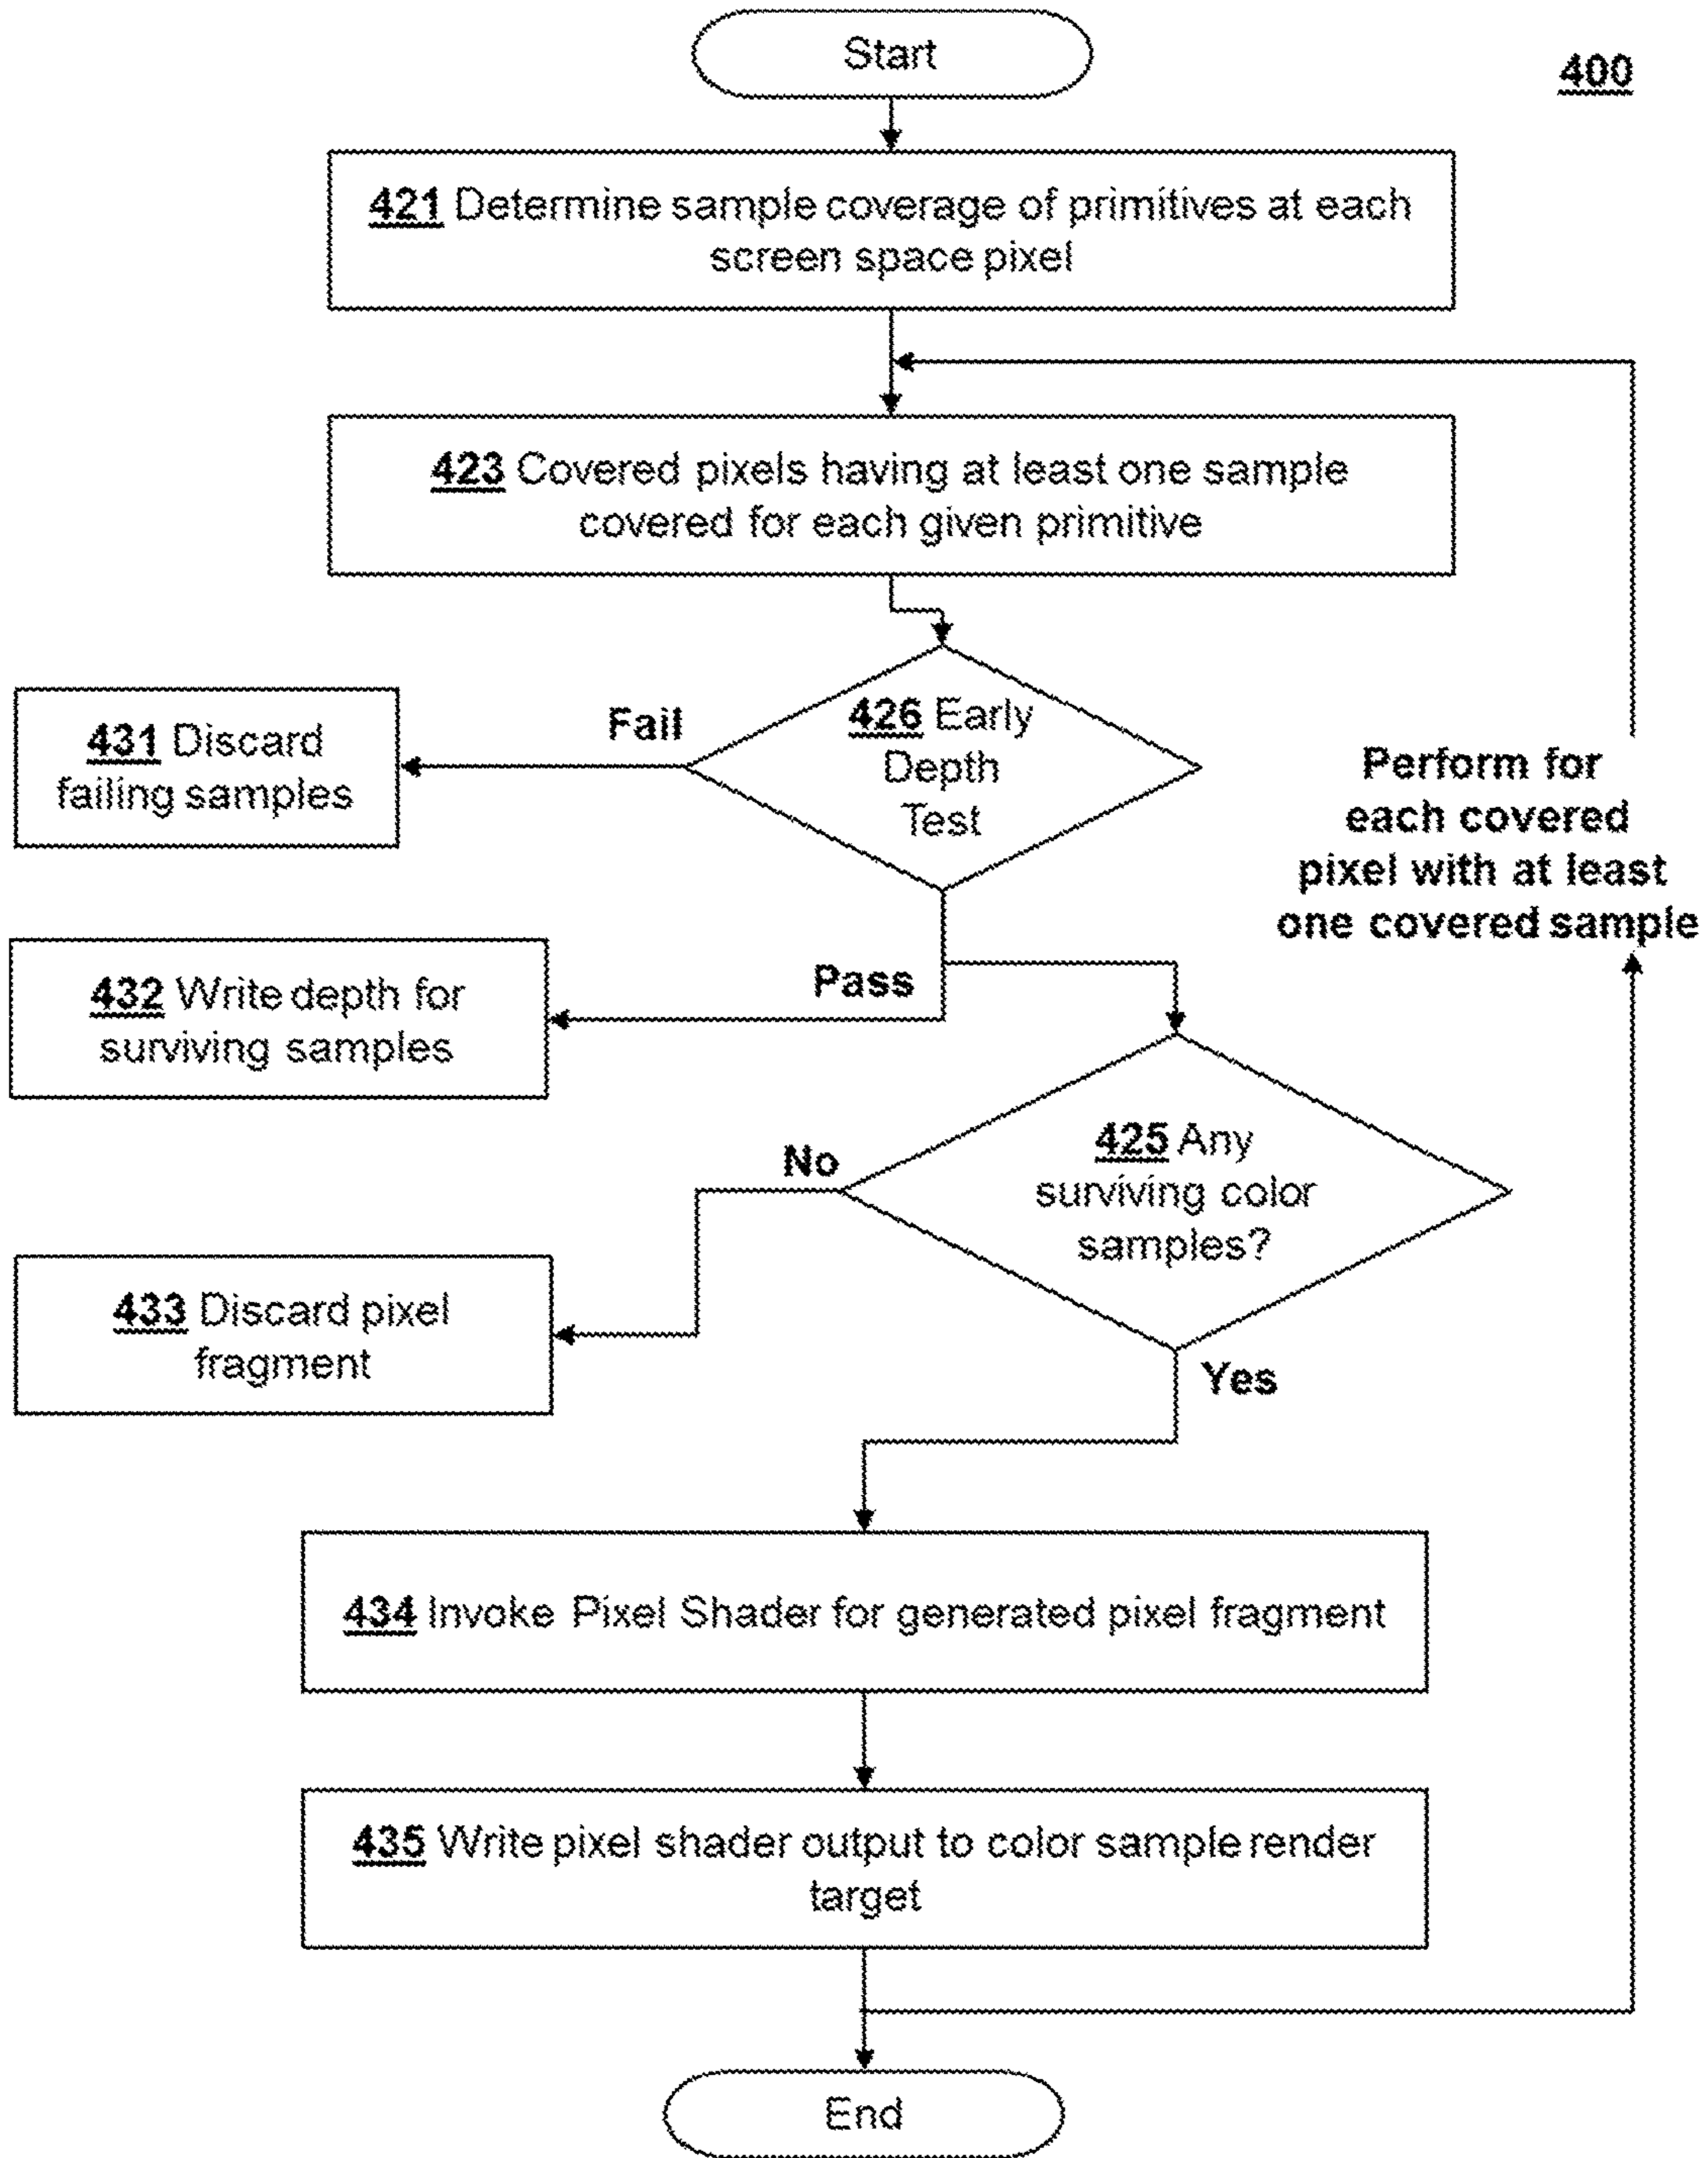 Start
400
421 Determine sample coverage of primitives at each
screen space pixel
423 Covered pixels having at least one sample
covered for each given primitive
426 Early
Depth
Test
Fail
431 Discard
failing samples
Perform for
each covered
pixel with at least
one covered sample
Pass
432 Write depth for
surviving samples
425 Any
surviving color
samples?
No
433 Discard pixel
fragment
Yes
434 Invoke Pixel Shader for generated pixel fragment
435 Write pixel shader output to color sample render
target
End